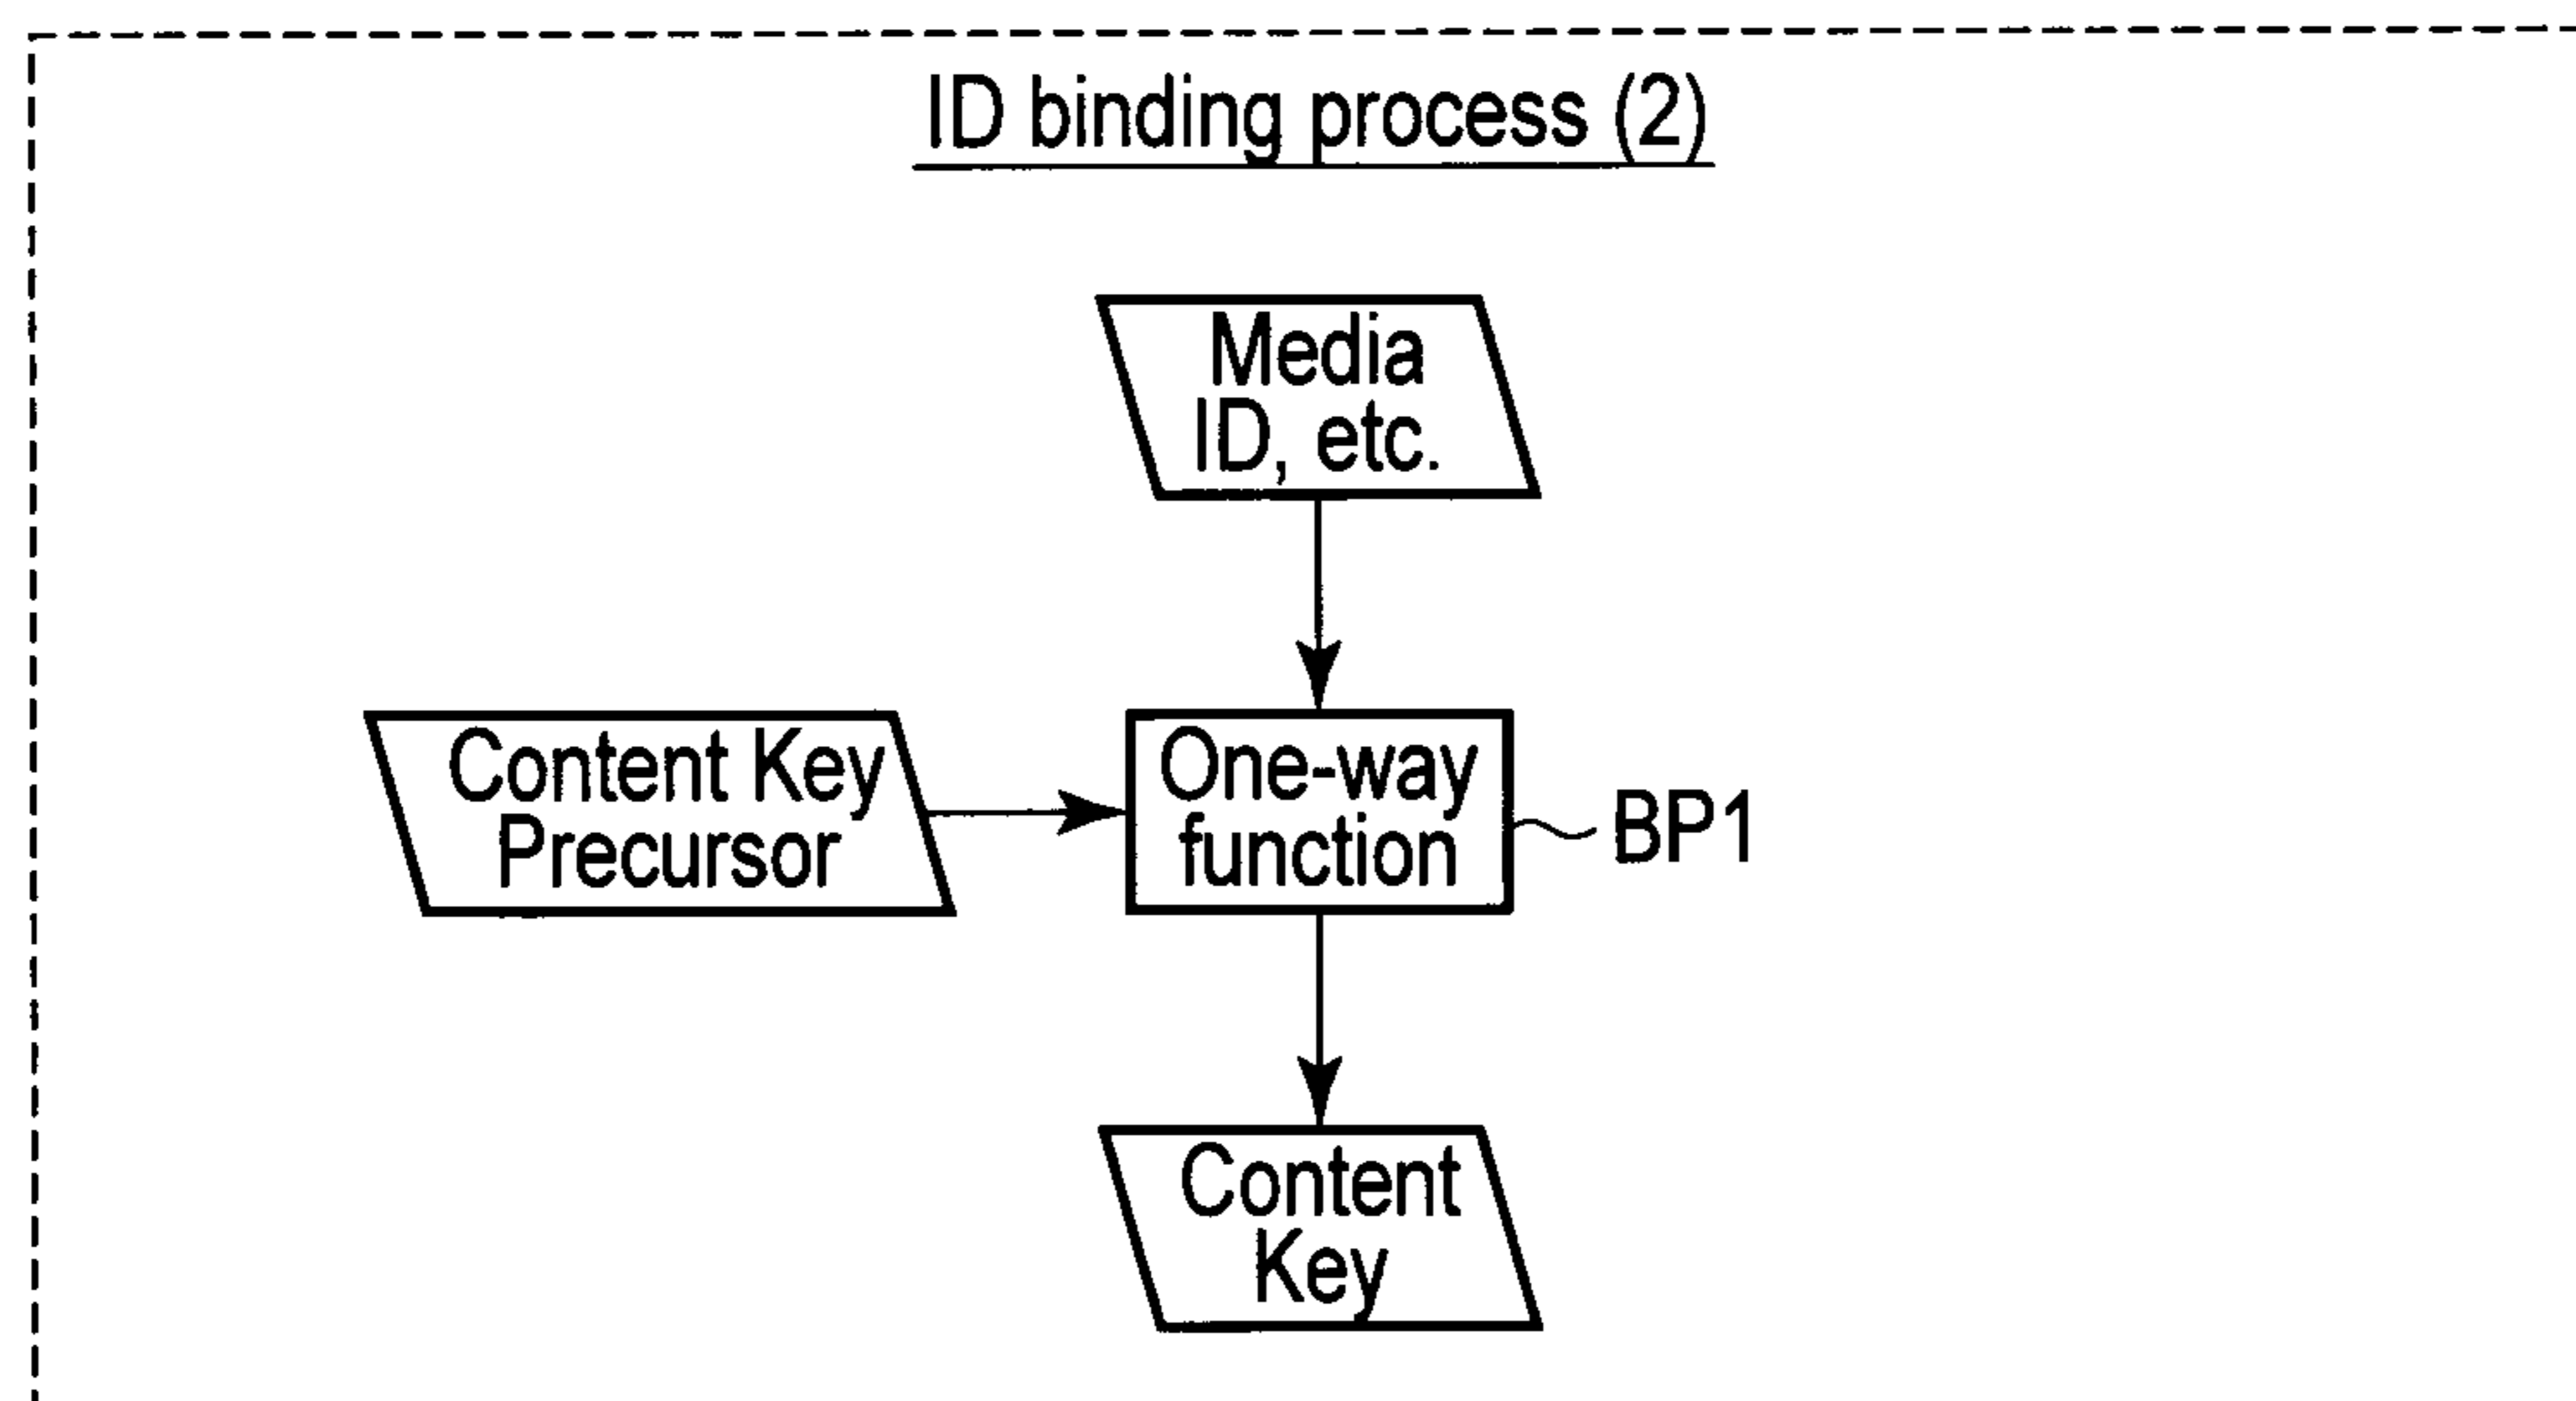 ID binding process (2)
Media
ID, etc.
Content Key
Precursor
One-way
function
BP1
Content
Key